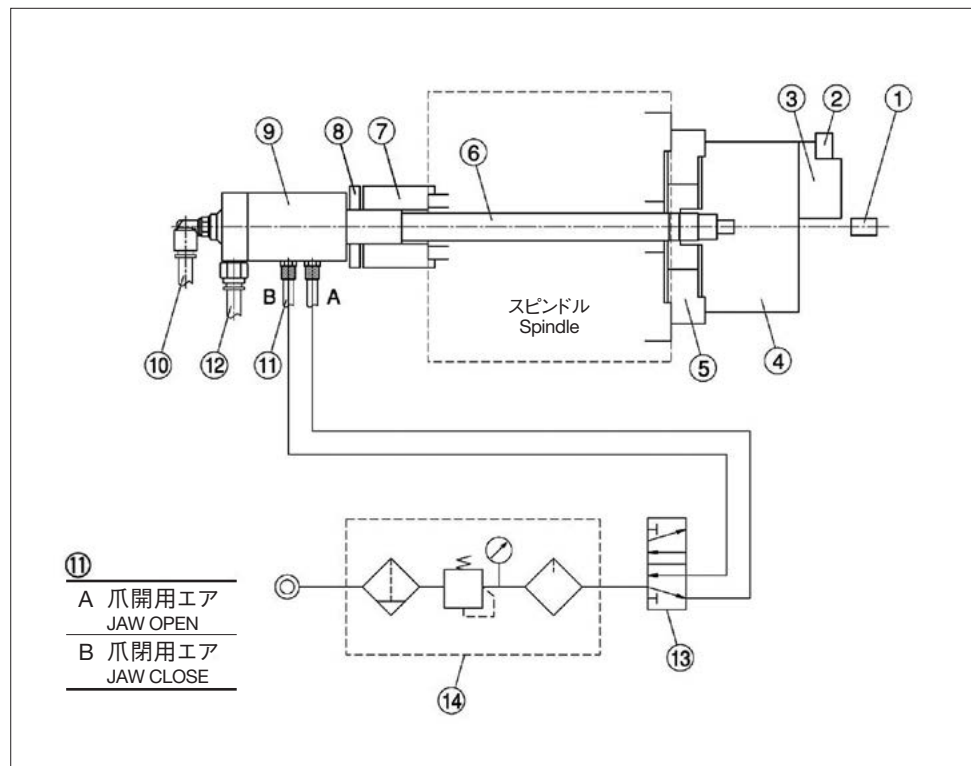 ③ ② ①
⑨ ⑧ ⑦ ⑥
B A
スピンドル
Spindle
⑩ ⑫ ⑪ ⑤ ④
⑪
A 爪開用エア
JAW OPEN
B 爪閉用エア
JAW CLOSE
⑬
⑭